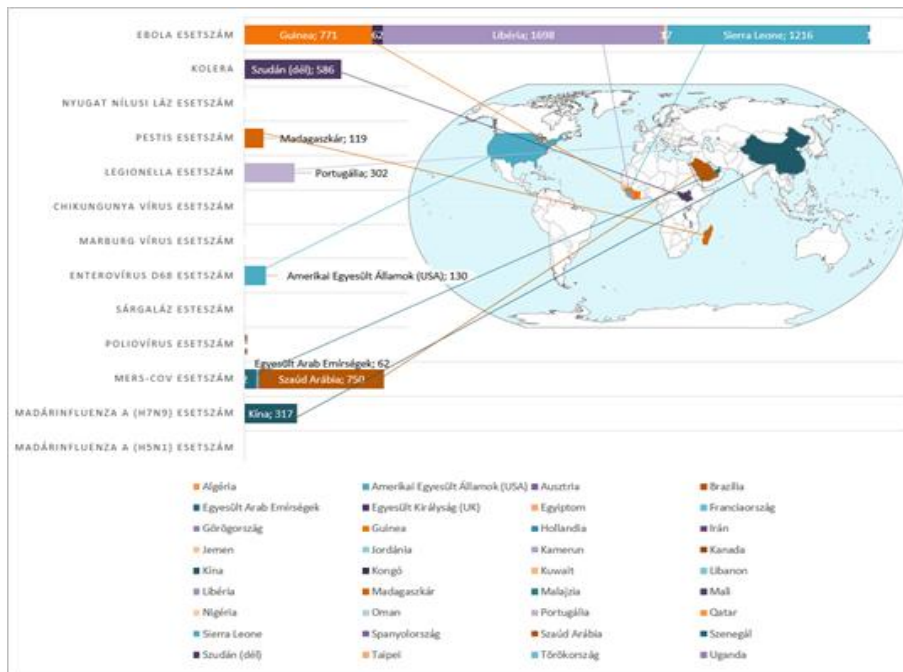 EBOLA ESETSZÁM
Guinea; 771
62
Libéria; 1698
17
Sierra Leone; 1216
1
KOLERA
Szudán (dél); 586
NYUGAT NÍLUSI LÁZ ESETSZÁM
PESTIS ESETSZÁM
Madagaszkár; 119
LEGIONELLA ESETSZÁM
Portugália; 302
CHIKUNGUNYA VÍRUS ESETSZÁM
MARBURG VÍRUS ESETSZÁM
ENTEROVÍRUS D68 ESETSZÁM
Amerikai Egyesült Államok (USA); 130
SÁRGALÁZ ESTESZÁM
POLIOVÍRUS ESETSZÁM
Egyesült Arab Emírségek; 62
MERS-COV ESETSZÁM
Szaúd Arábia; 750
MADÁRINFLUENZA A (H7N9) ESETSZÁM
Kína; 317
MADÁRINFLUENZA A (H5N1) ESETSZÁM
Algéria Amerikai Egyesült Államok (USA) Ausztria Brazília
Egyesült Arab Emírségek Egyesült Királyság (UK) Egyiptom Franciaország
Görögország Guinea Hollandia Irán
Jemen Jordánia Kamerun Kanada
Kína Kongó Kuwait Libanon
Libéria Madagaszkár Malajzia Mali
Nigéria Oman Portugália Qatar
Sierra Leone Spanyolország Szaúd Arábia Szenegál
Szudán (dél) Taipei Törökország Uganda